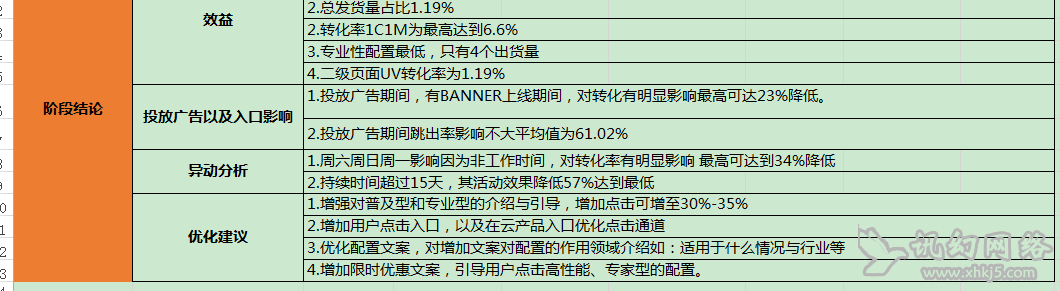 2.总发货量占比1.19%
效益
2.转化率1C1M为最高达到6.6%
3.专业性配置最低，只有4个出货量
4.二级页面UV转化率为1.19%
阶段结论
投放广告以及入口影响
1.投放广告期间，有BANNER上线期间，对转化有明显影响最高可达23%降低。
2.投放广告期间跳出率影响不大平均值为61.02%
异动分析
1.周六周日周一影响因为非工作时间，对转化率有明显影响 最高可达到34%降低
2.持续时间超过15天，其活动效果降低57%达到最低
优化建议
1.增强对普及型和专业型的介绍与引导，增加点击可增至30%-35%
2.增加用户点击入口，以及在云产品入口优化点击通道
3.优化配置文案，对增加文案对配置的作用领域介绍如：适用于什么情况与行业等
4.增加限时优惠文案，引导用户点击高性能、专家型的配置。
讯幻网络
www.xhkj5.com